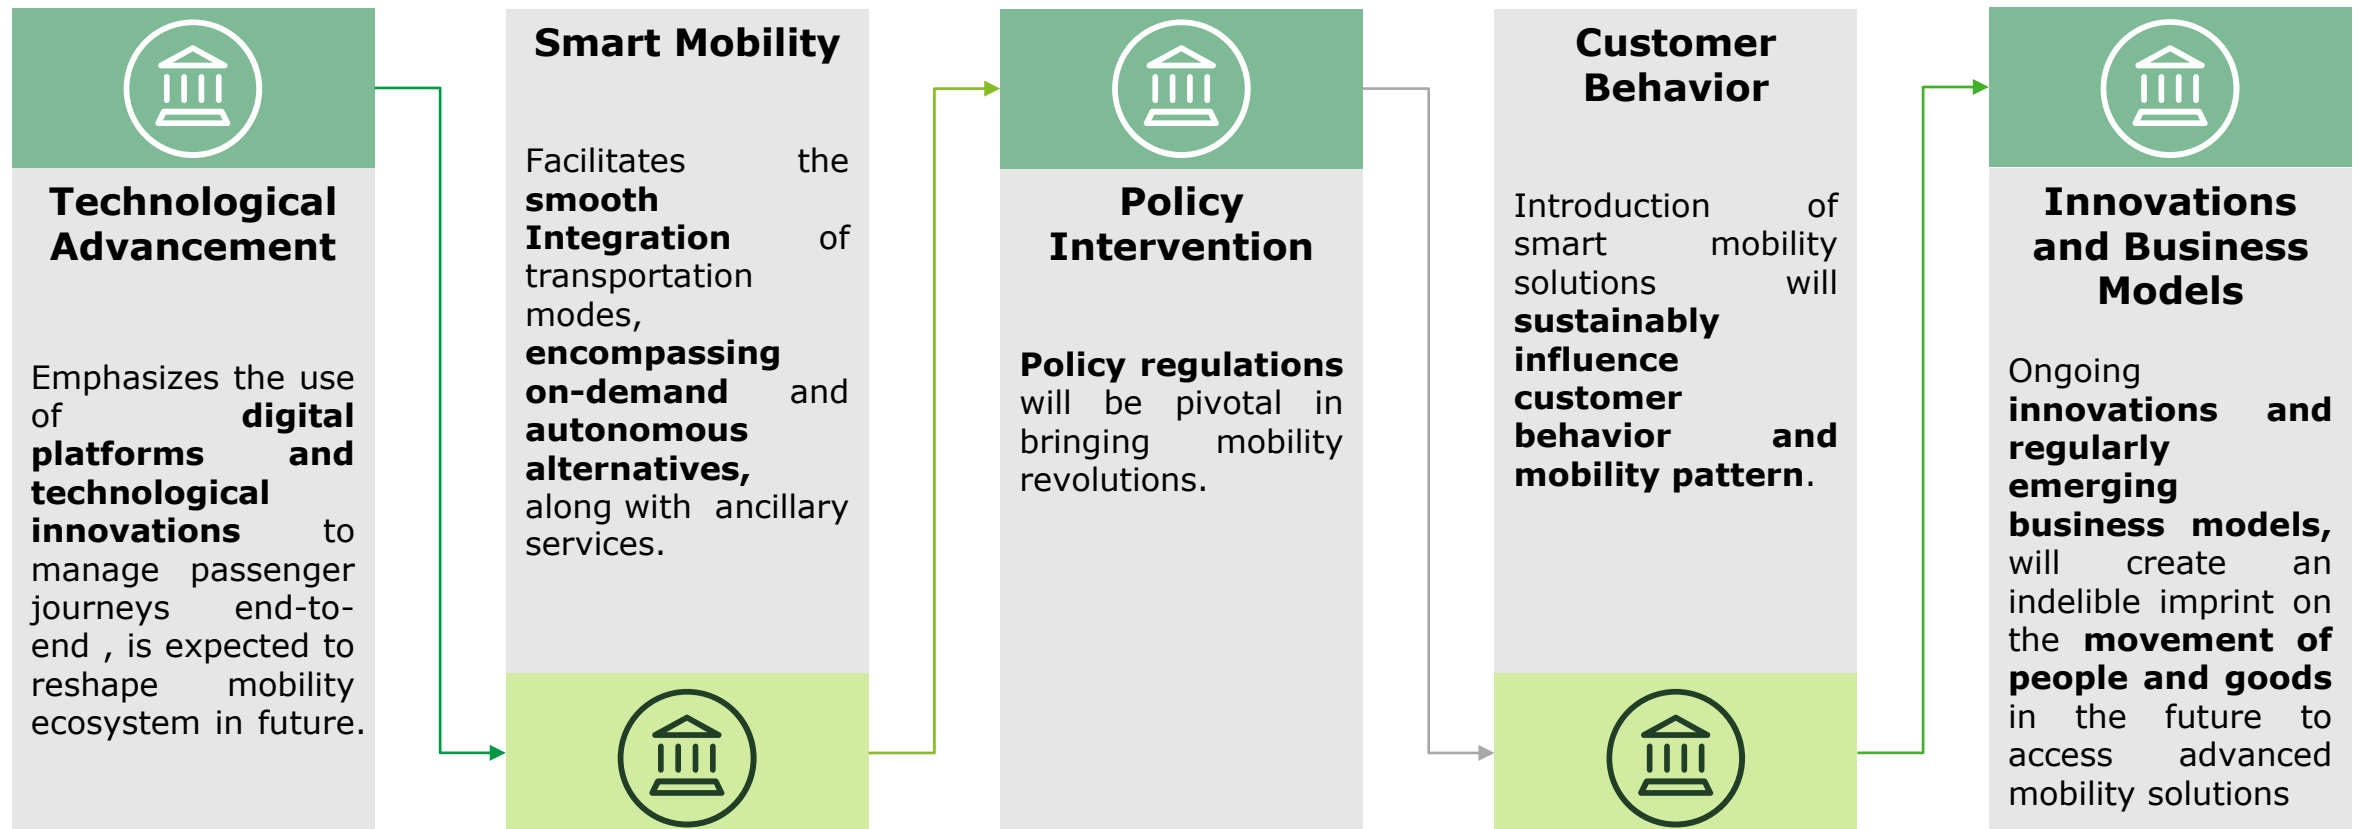 Technological
Advancement
Emphasizes the use
of digital
platforms and
technological
innovations to
manage passenger
journeys end-to-
end , is expected to
reshape mobility
ecosystem in future.
Smart Mobility
Facilitates the
smooth
Integration of
transportation
modes,
encompassing
on-demand and
autonomous
alternatives,
along with ancillary
services.
Policy
Intervention
Policy regulations
will be pivotal in
bringing mobility
revolutions.
Customer
Behavior
Introduction of
smart mobility
solutions will
sustainably
influence
customer
behavior and
mobility pattern.
Innovations
and Business
Models
Ongoing
innovations and
regularly
emerging
business models,
will create an
indelible imprint on
the movement of
people and goods
in the future to
access advanced
mobility solutions